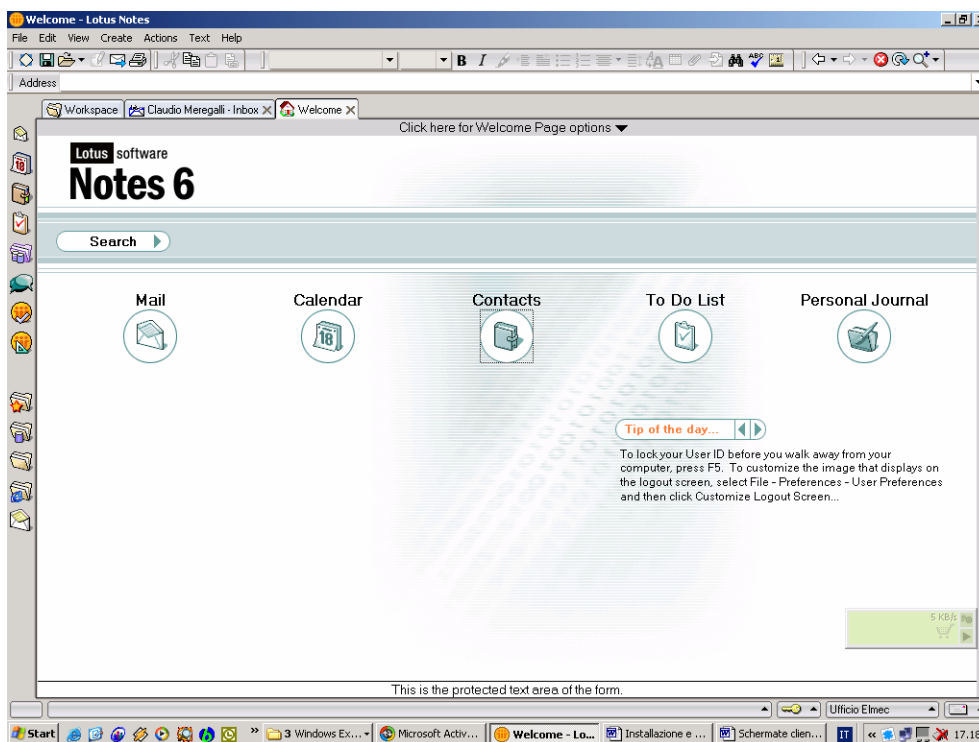 Welcome - Lotus Notes
File Edit View Create Actions Text Help
Address
Workspace Claudio Meregalli - Inbox Welcome
Click here for Welcome Page options
Lotus software
Notes 6
Search
Mail Calendar Contacts To Do List Personal Journal
18 18
Tip of the day...
To lock your User ID before you walk away from your
computer, press F5. To customize the image that displays on
the logout screen, select File - Preferences - User Preferences
and then click Customize Logout Screen...
5 KB/s
This is the protected text area of the form.
Ufficio Elmec
Start 3 Windows Ex... Microsoft Activ... Welcome - Lo... Installazione e ... Schermate clien... IT